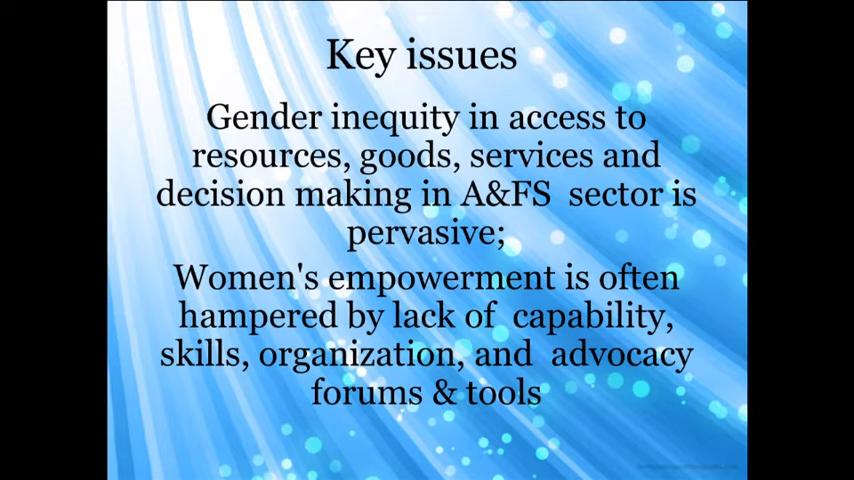 Key issues
Gender inequity in access to
resources, goods, services and
decision making in A&FS  sector is
pervasive;
Women's empowerment is often
hampered by lack of  capability,
skills, organization, and  advocacy
forums & tools